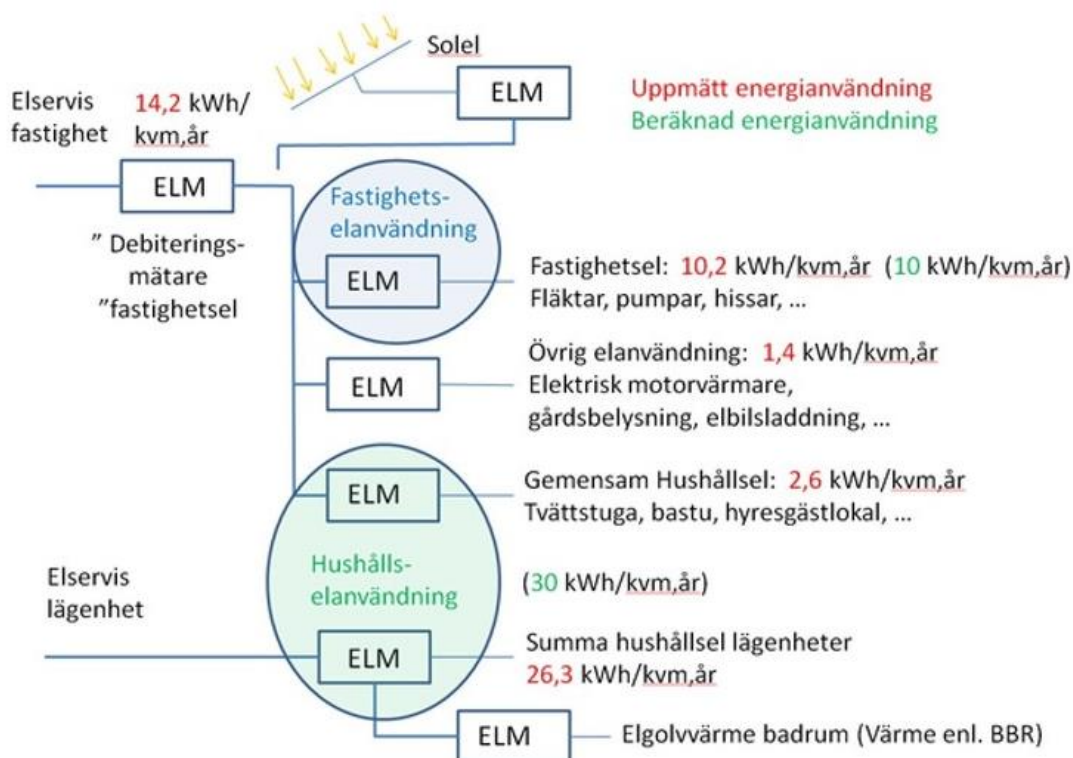 Solel
ELM
Uppmätt energianvändning
Beräknad energianvändning
Elservis
fastighet
14,2 kWh/
kvm,år
ELM
” Debiterings-
mätare
”fastighetsel
Fastighets-
elanvändning
ELM
Fastighetsel: 10,2 kWh/kvm,år (10 kWh/kvm,år)
Fläktar, pumpar, hissar, ...
ELM
Övrig elanvändning: 1,4 kWh/kvm,år
Elektrisk motorvärmare,
gårdsbelysning, elbilsladdning, ...
ELM
Gemensam Hushållsel: 2,6 kWh/kvm,år
Tvättstuga, bastu, hyresgästlokal, ...
Hushålls-
elanvändning
(30 kWh/kvm,år)
Elservis
lägenhet
ELM
Summa hushållsel lägenheter
26,3 kWh/kvm,år
ELM
Elgolvvärme badrum (Värme enl. BBR)